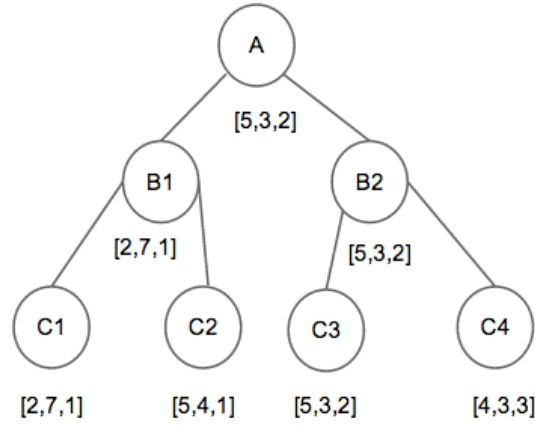 A
[5,3,2]
B1
B2
[2,7,1]
[5,3,2]
C1
C2
C3
C4
[2,7,1]
[5,4,1]
[5,3,2]
[4,3,3]